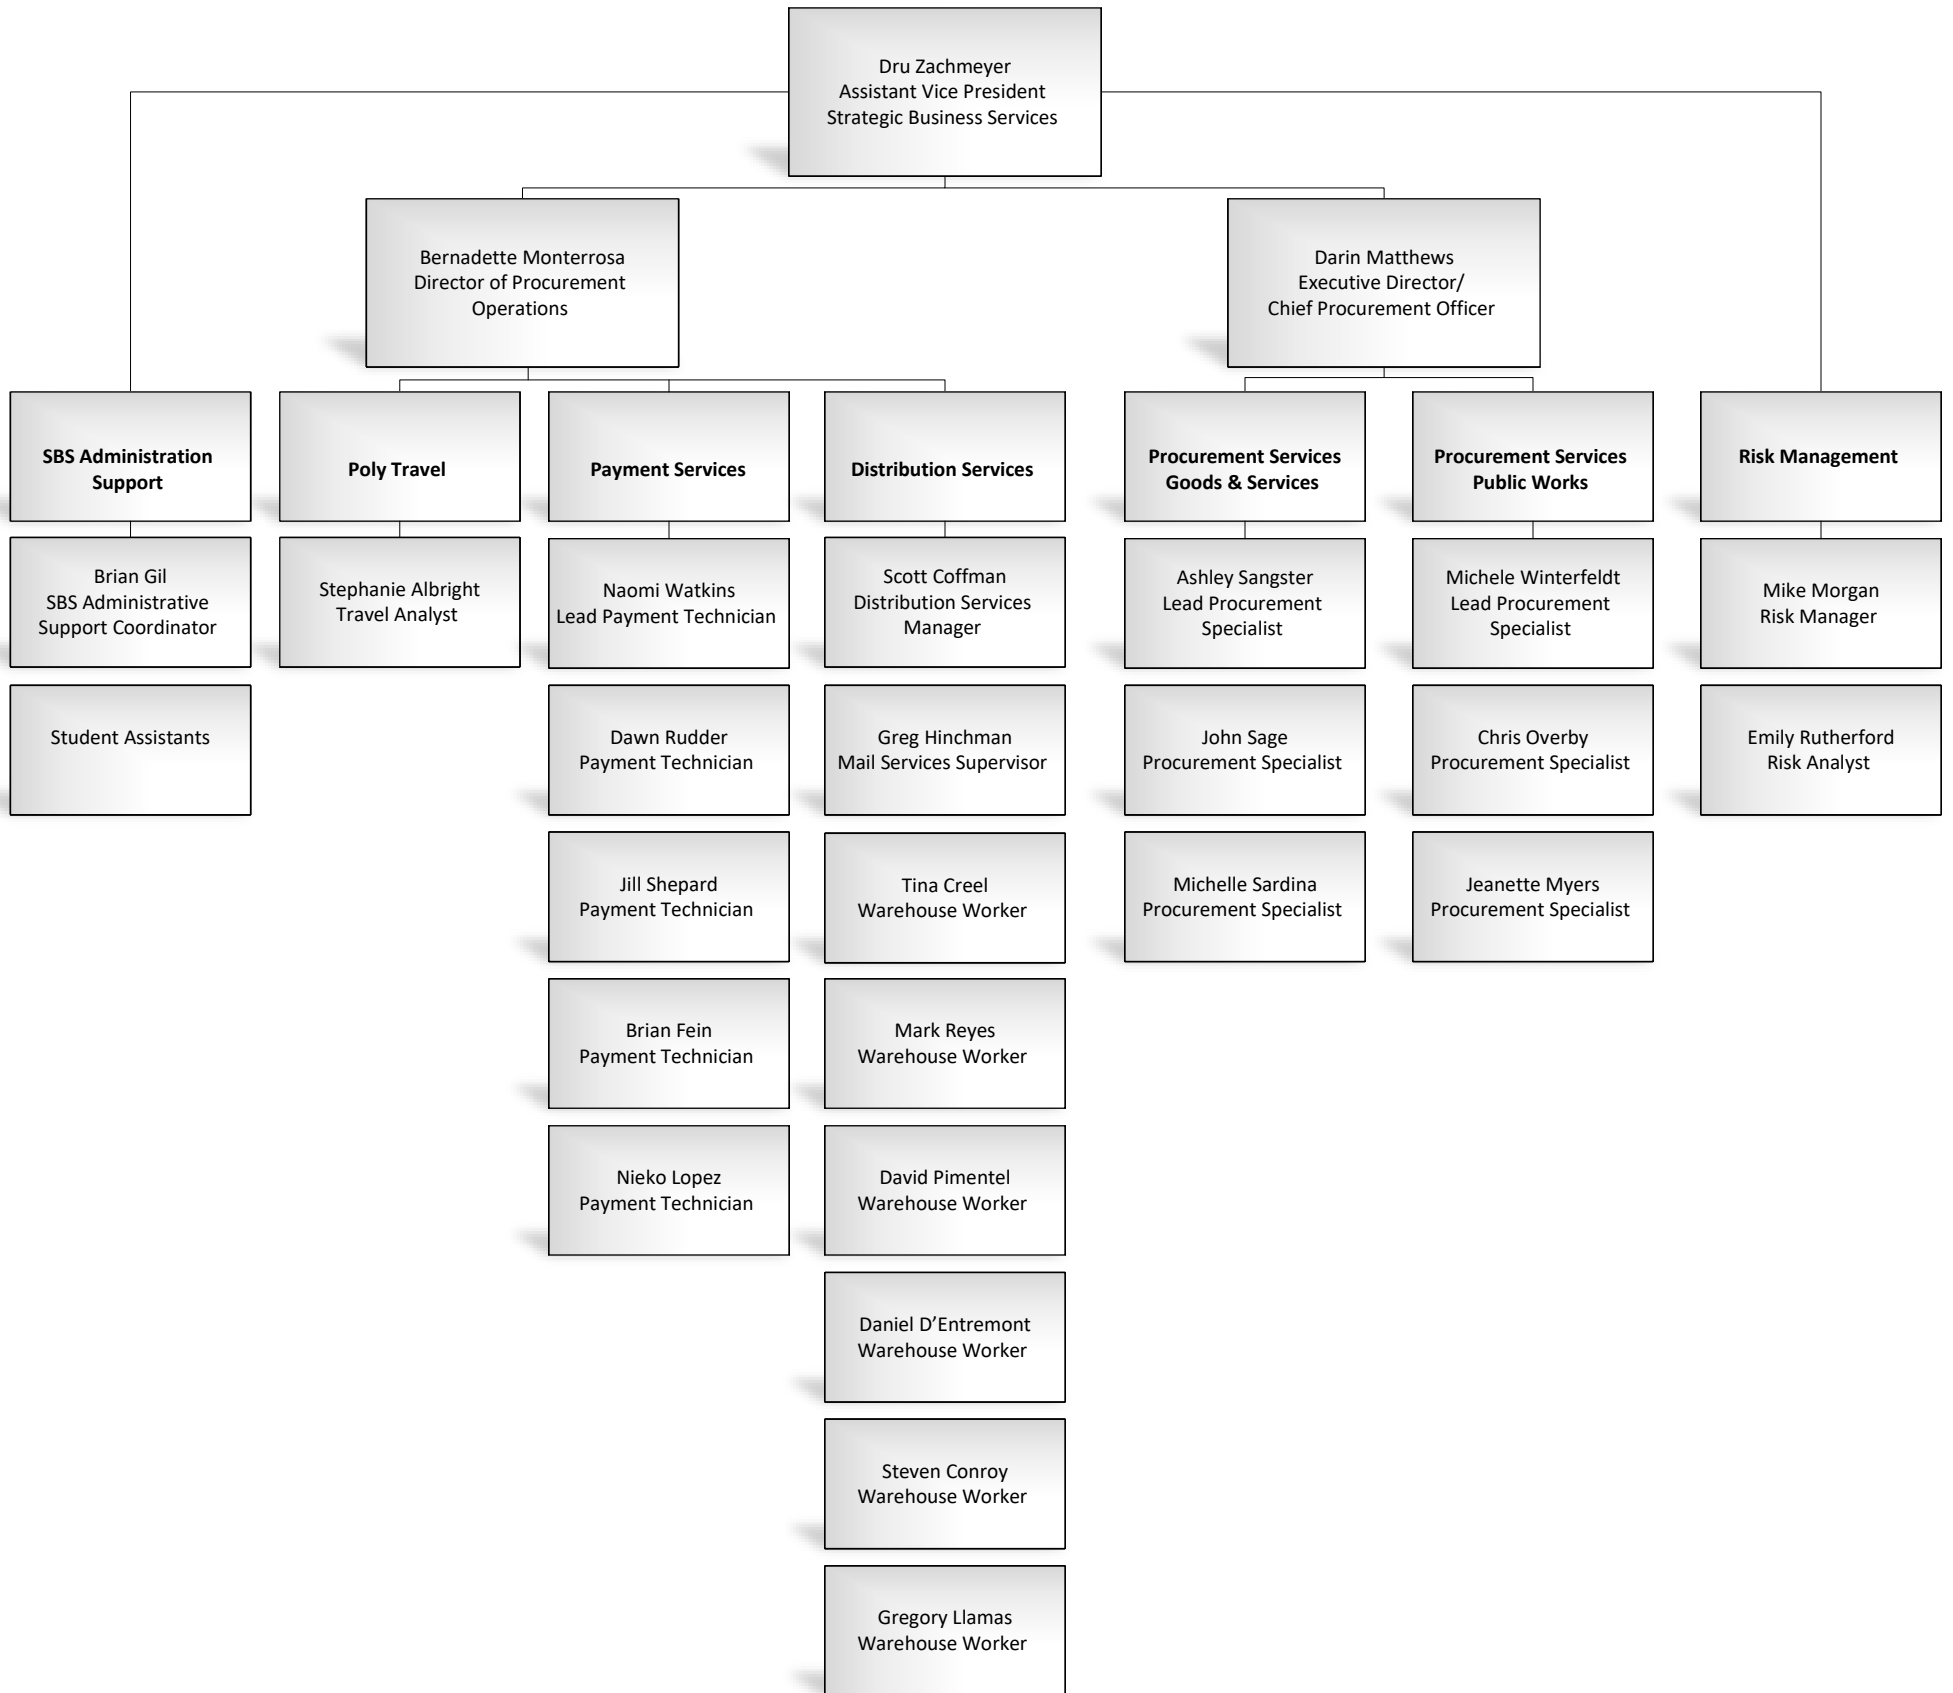 Dru Zachmeyer
Assistant Vice President
Strategic Business Services
Bernadette Monterrosa
Director of Procurement
Operations
Darin Matthews
Executive Director/
Chief Procurement Officer
SBS Administration
Support
Poly Travel
Payment Services
Distribution Services
Procurement Services
Goods & Services
Procurement Services
Public Works
Risk Management
Brian Gil
SBS Administrative
Support Coordinator
Stephanie Albright
Travel Analyst
Naomi Watkins
Lead Payment Technician
Scott Coffman
Distribution Services
Manager
Ashley Sangster
Lead Procurement
Specialist
Michele Winterfeldt
Lead Procurement
Specialist
Mike Morgan
Risk Manager
Student Assistants
Dawn Rudder
Payment Technician
Greg Hinchman
Mail Services Supervisor
John Sage
Procurement Specialist
Chris Overby
Procurement Specialist
Emily Rutherford
Risk Analyst
Jill Shepard
Payment Technician
Tina Creel
Warehouse Worker
Michelle Sardina
Procurement Specialist
Jeanette Myers
Procurement Specialist
Brian Fein
Payment Technician
Mark Reyes
Warehouse Worker
Nieko Lopez
Payment Technician
David Pimentel
Warehouse Worker
Daniel D’Entremont
Warehouse Worker
Steven Conroy
Warehouse Worker
Gregory Llamas
Warehouse Worker